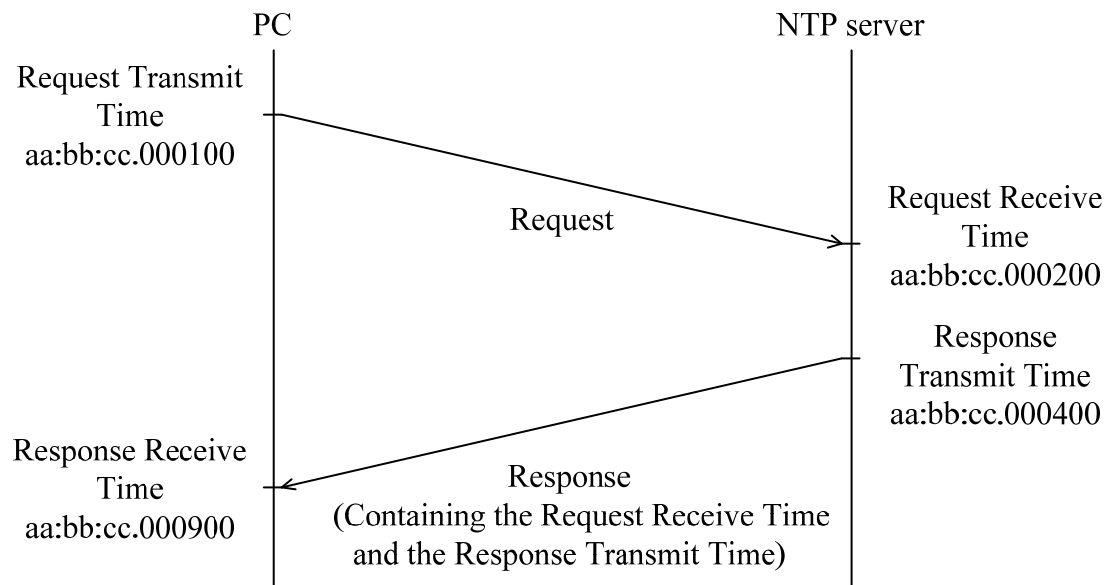 PC
NTP server
Request Transmit
Time
aa:bb:cc.000100
Request
Request Receive
Time
aa:bb:cc.000200
Response
Transmit Time
aa:bb:cc.000400
Response Receive
Time
aa:bb:cc.000900
Response
(Containing the Request Receive Time
and the Response Transmit Time)